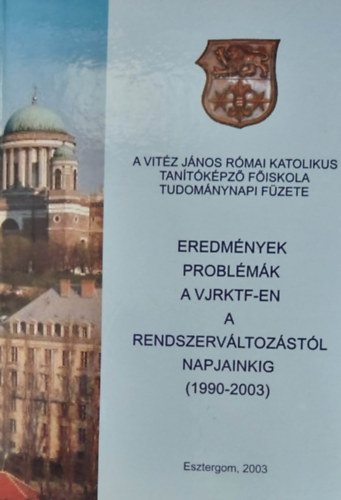 A VITÉZ JÁNOS RÓMAI KATOLIKUS
TANÍTÓKÉPZŐ FŐISKOLA
TUDOMÁNYNAPI FÜZETE
EREDMÉNYEK
PROBLÉMÁK
A VJRKTF-EN
A
RENDSZERVÁLTOZÁSTÓL
NAPJAINKIG
(1990-2003)
Esztergom, 2003